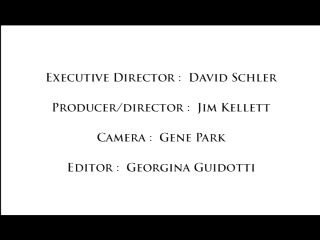 Executive Director : David Schler
Producer/director : Jim Kellett
Camera : Gene Park
Editor : Georgina Guidotti